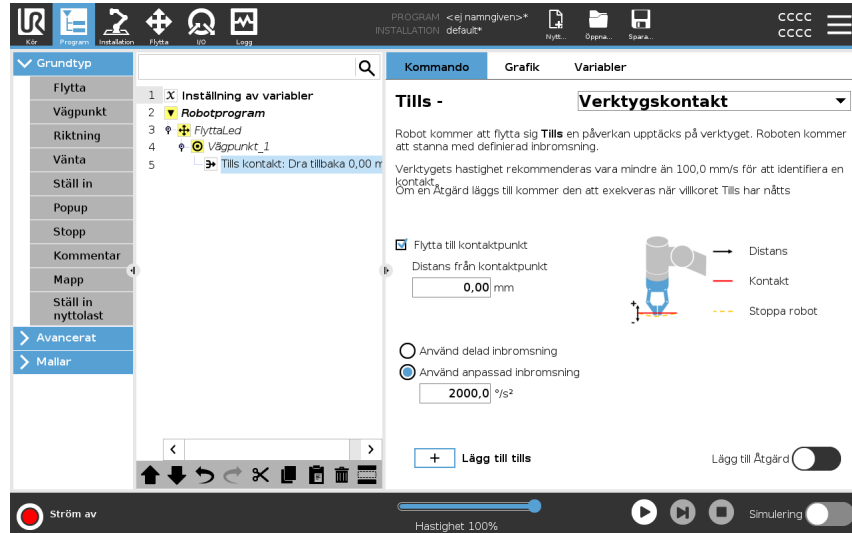 PROGRAM <ej namngiven>*
INSTALLATION default*
cccc
cccc
Kör
Program
Installation
Flytta
I/O
Logg
Nytt...
Öppna...
Spara...
Grundtyp
Flytta
Vägpunkt
Riktning
Vänta
Ställ in
Popup
Stopp
Kommentar
Mapp
Ställ in
nyttolast
Avancerat
Mallar
1 X Inställning av variabler
2 Robotprogram
3 FlyttaLed
4 Vägpunkt_1
5 Tills kontakt: Dra tillbaka 0,00 m
Kommando
Grafik
Variabler
Tills -
Verktygskontakt
Robot kommer att flytta sig Tills en påverkan upptäcks på verktyget. Roboten kommer
att stanna med definierad inbromsning.
Verktygets hastighet rekommenderas vara mindre än 100,0 mm/s för att identifiera en
kontakt.
Om en Åtgärd läggs till kommer den att exekveras när villkoret Tills har nåtts
Flytta till kontaktpunkt
Distans från kontaktpunkt
0,00 mm
+
-
Distans
Kontakt
Stoppa robot
Använd delad inbromsning
Använd anpassad inbromsning
2000,0 °/s²
+ Lägg till tills
Lägg till Åtgärd
Ström av
Hastighet 100%
Simulering